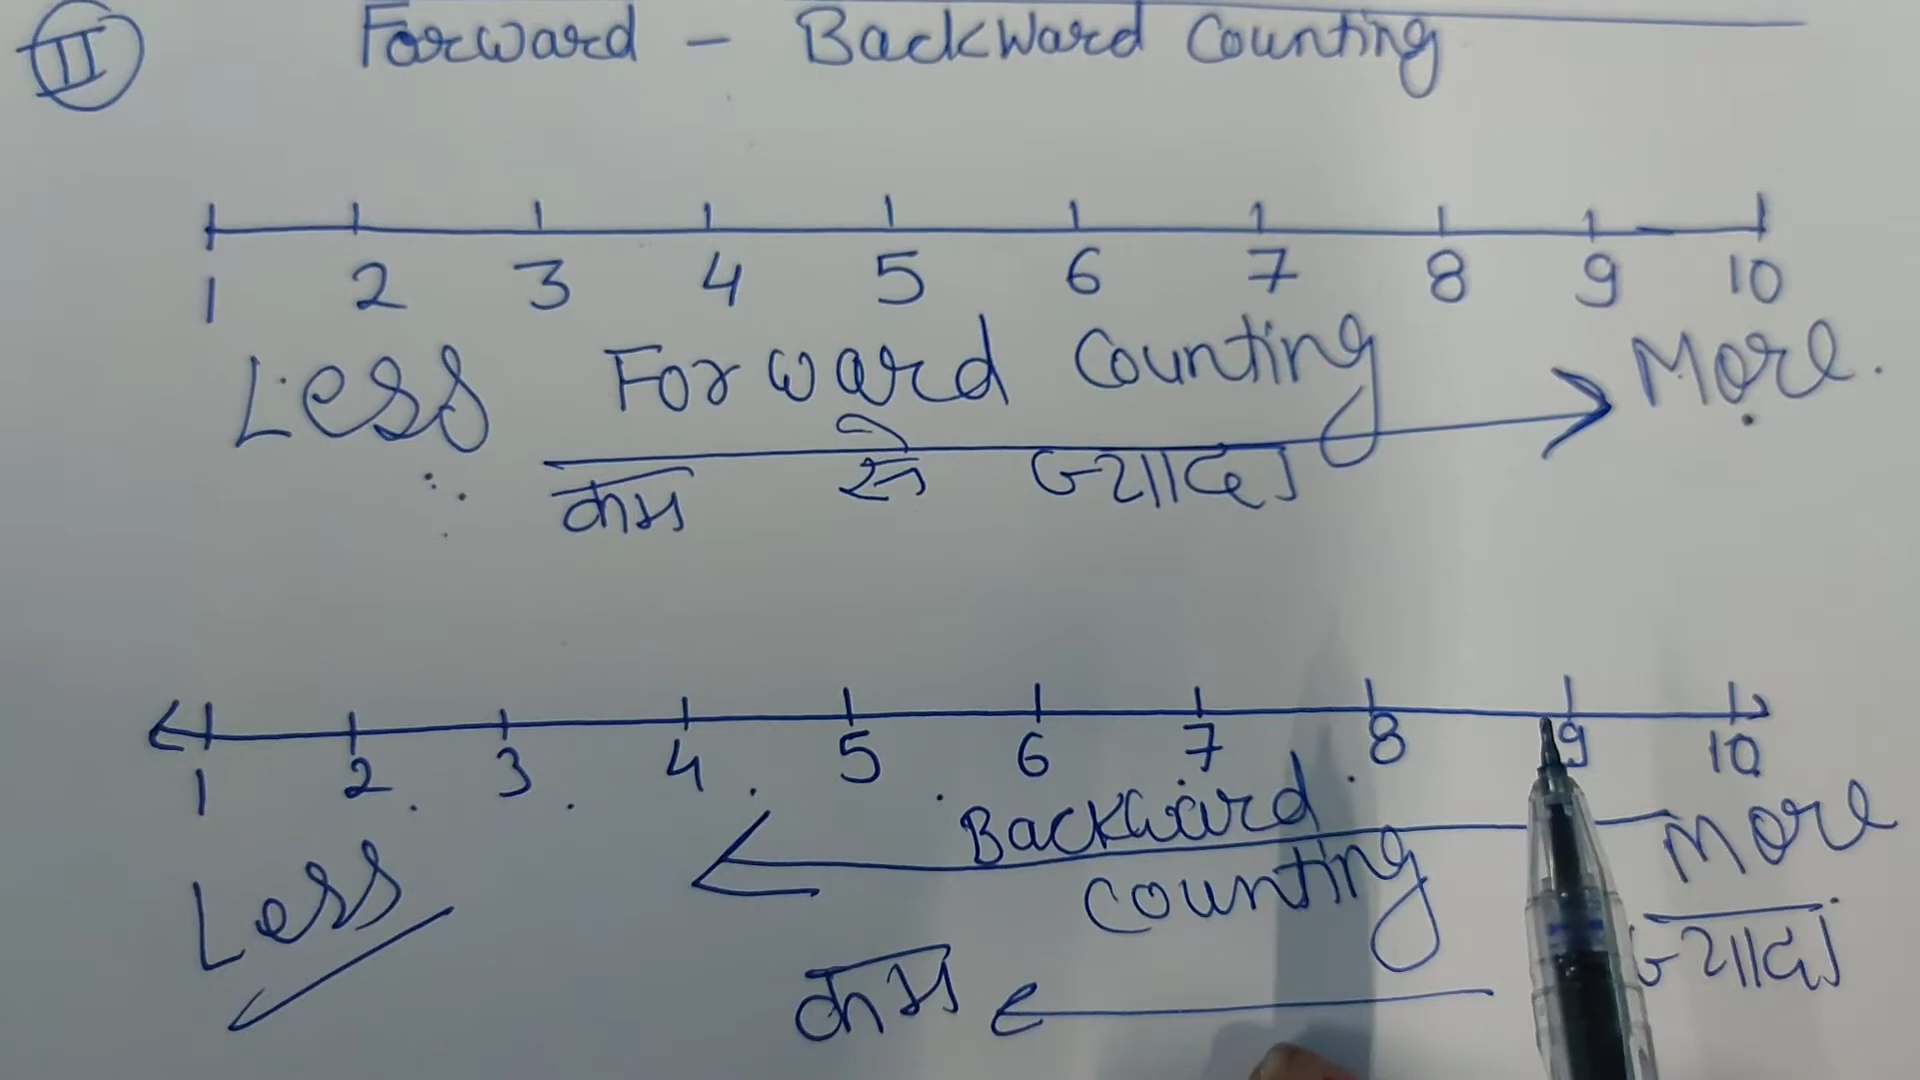 II Forward - Backward Counting
1 2 3 4 5 6 7 8 9 10
Less Forward Counting More.
कम से ज्यादा
1 2 3 4 5 6 7 8 9 10
Less Backward More
Counting
कम ज्यादा